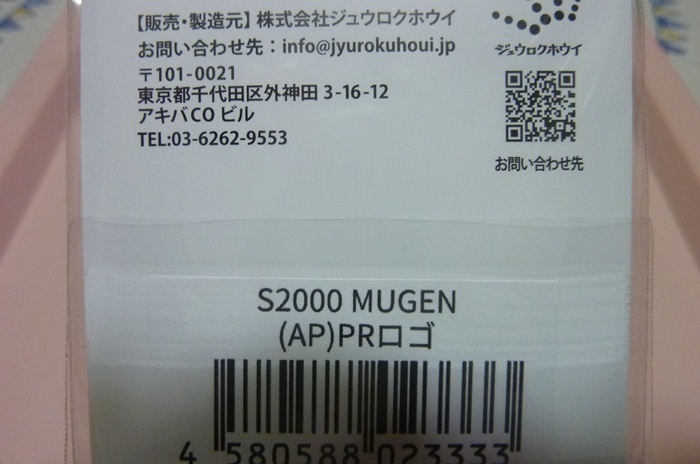 【販売・製造元】株式会社ジュウロクホウイ
お問い合わせ先：info@jyurokuhoui.jp
〒101-0021
東京都千代田区外神田 3-16-12
アキバCO ビル
TEL:03-6262-9553
ジュウロクホウイ
お問い合わせ先
S2000 MUGEN
(AP)PRロゴ
4 580588 023333